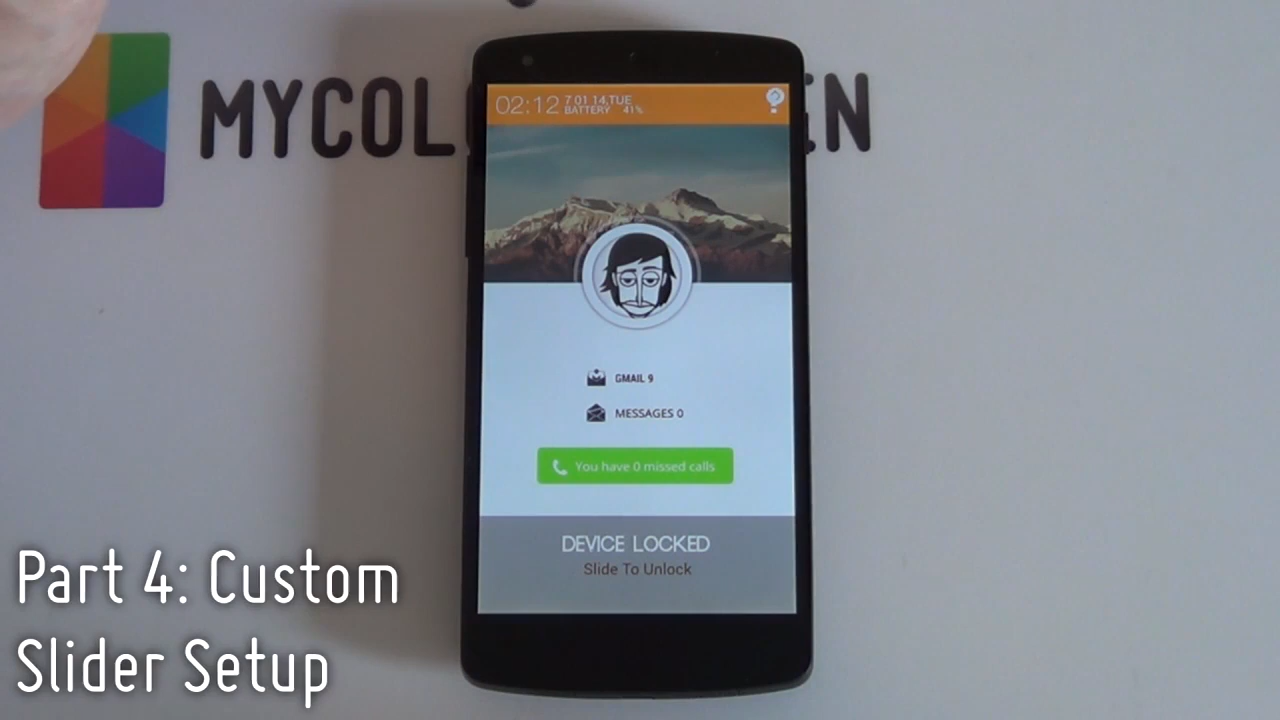 MYCOL EN
02:12 7 01 14,TUE
BATTERY 41%
GMAIL 9
MESSAGES 0
You have 0 missed calls
DEVICE LOCKED
Slide To Unlock
Part 4: Custom
Slider Setup